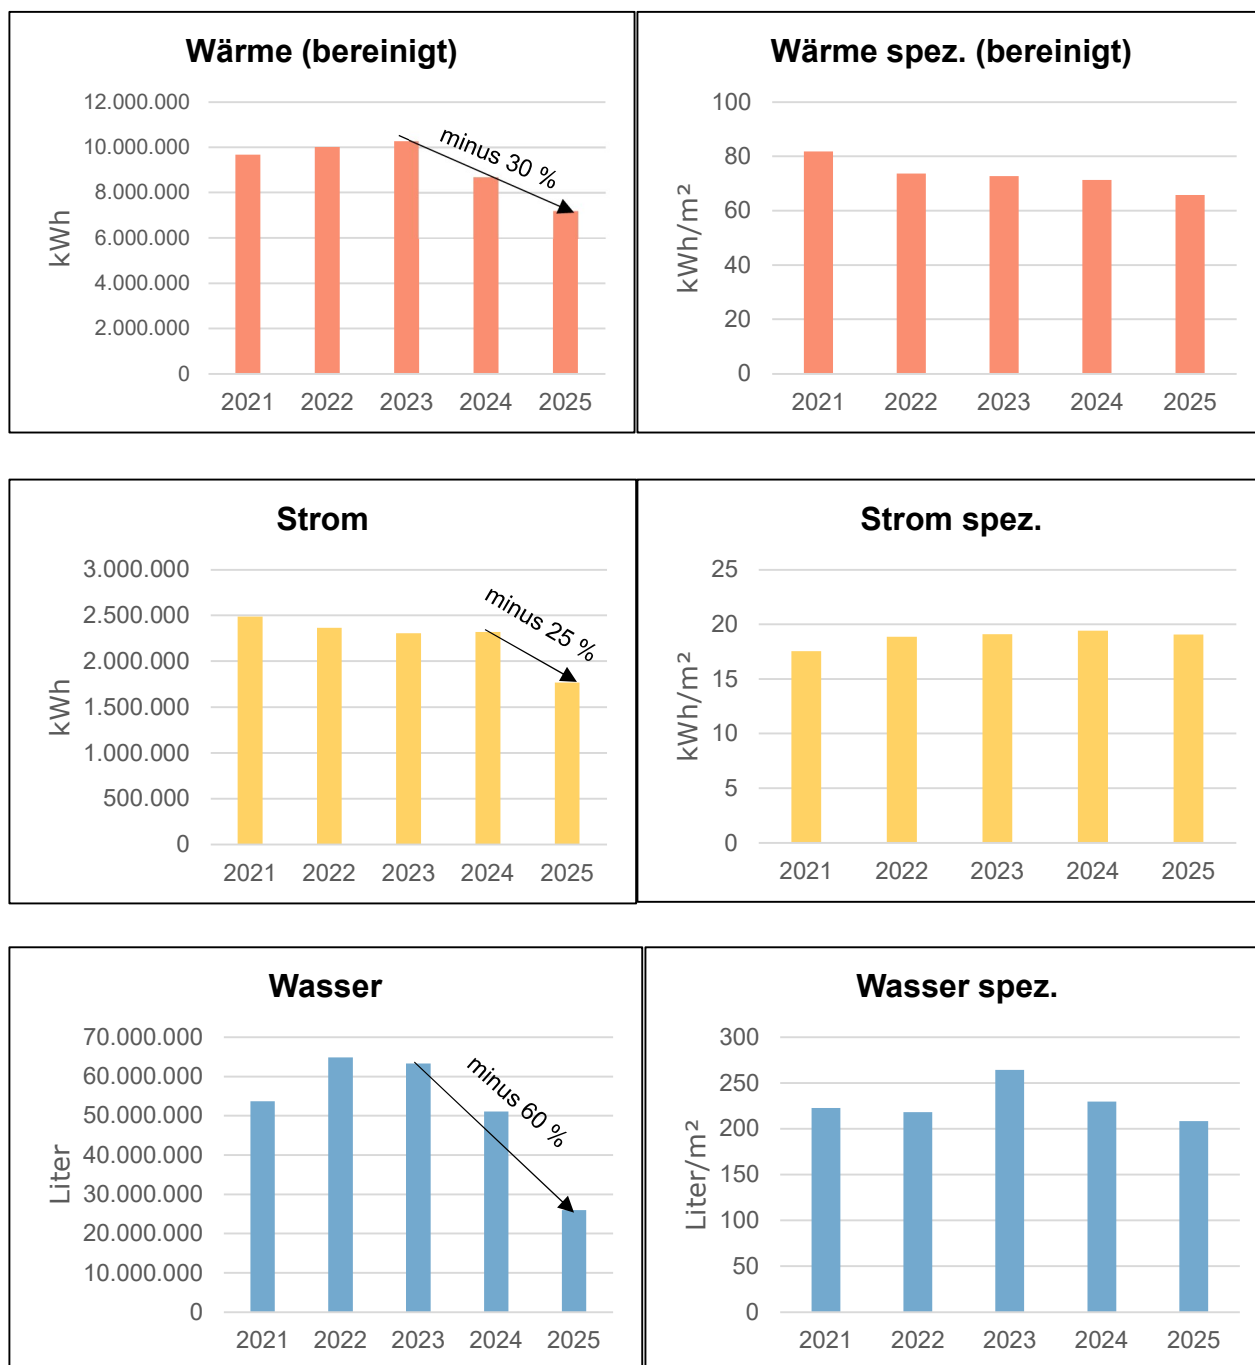 Wärme (bereinigt)
12.000.000
10.000.000
8.000.000
6.000.000
4.000.000
2.000.000
0
kWh
minus 30 %
2021 2022 2023 2024 2025
Wärme spez. (bereinigt)
100
80
60
40
20
0
kWh/m²
2021 2022 2023 2024 2025
Strom
3.000.000
2.500.000
2.000.000
1.500.000
1.000.000
500.000
0
kWh
minus 25 %
2021 2022 2023 2024 2025
Strom spez.
25
20
15
10
5
0
kWh/m²
2021 2022 2023 2024 2025
Wasser
70.000.000
60.000.000
50.000.000
40.000.000
30.000.000
20.000.000
10.000.000
0
Liter
minus 60 %
2021 2022 2023 2024 2025
Wasser spez.
300
250
200
150
100
50
0
Liter/m²
2021 2022 2023 2024 2025